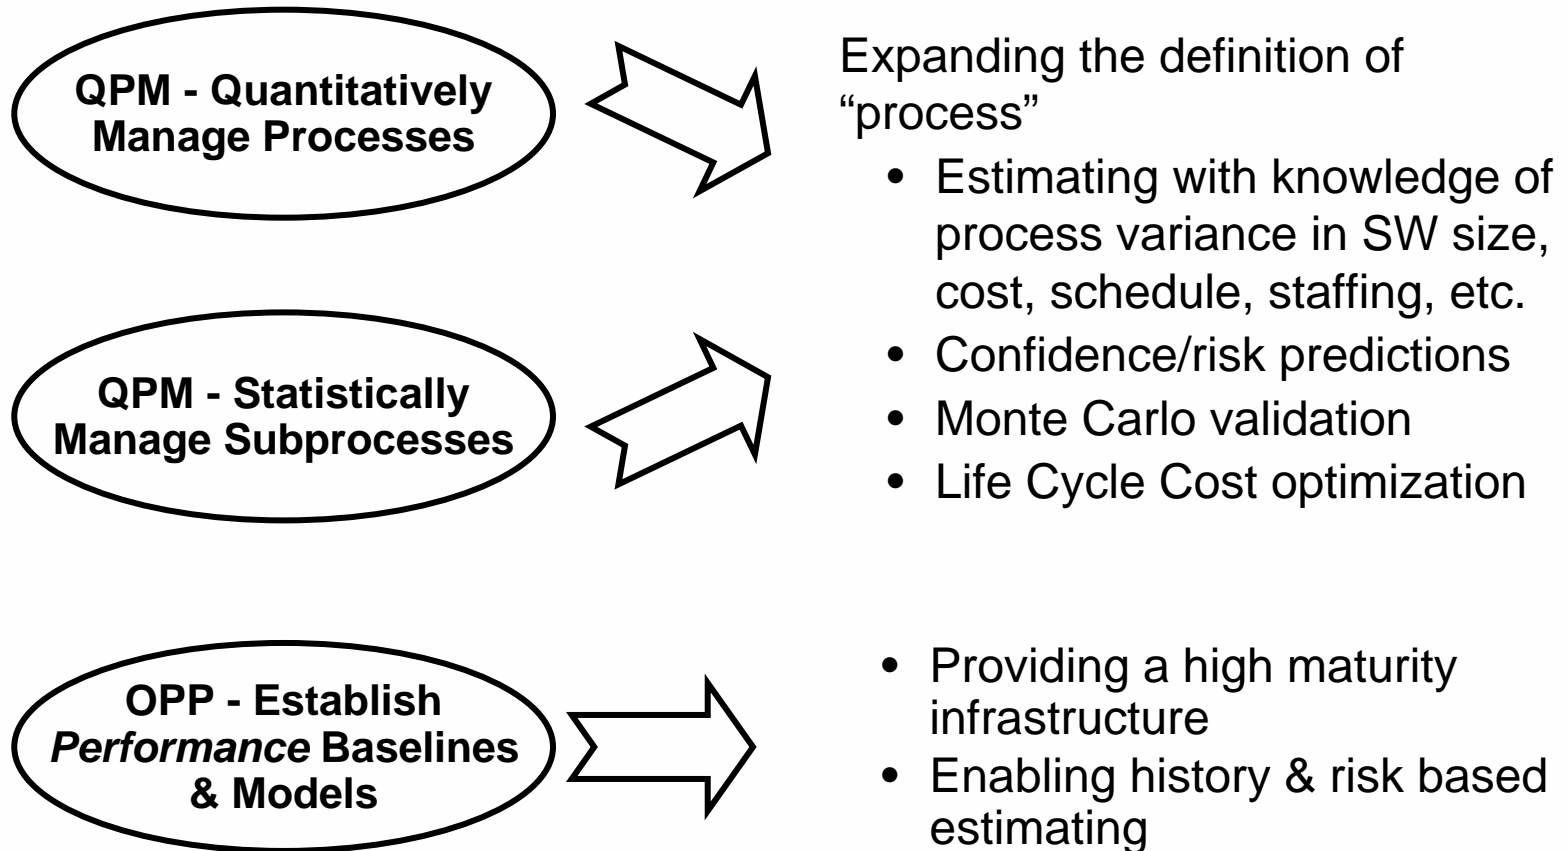 QPM - Quantitatively
Manage Processes
Expanding the definition of
“process”
• Estimating with knowledge of
process variance in SW size,
cost, schedule, staffing, etc.
• Confidence/risk predictions
• Monte Carlo validation
• Life Cycle Cost optimization
QPM - Statistically
Manage Subprocesses
OPP - Establish
Performance Baselines
& Models
• Providing a high maturity
infrastructure
• Enabling history & risk based
estimating